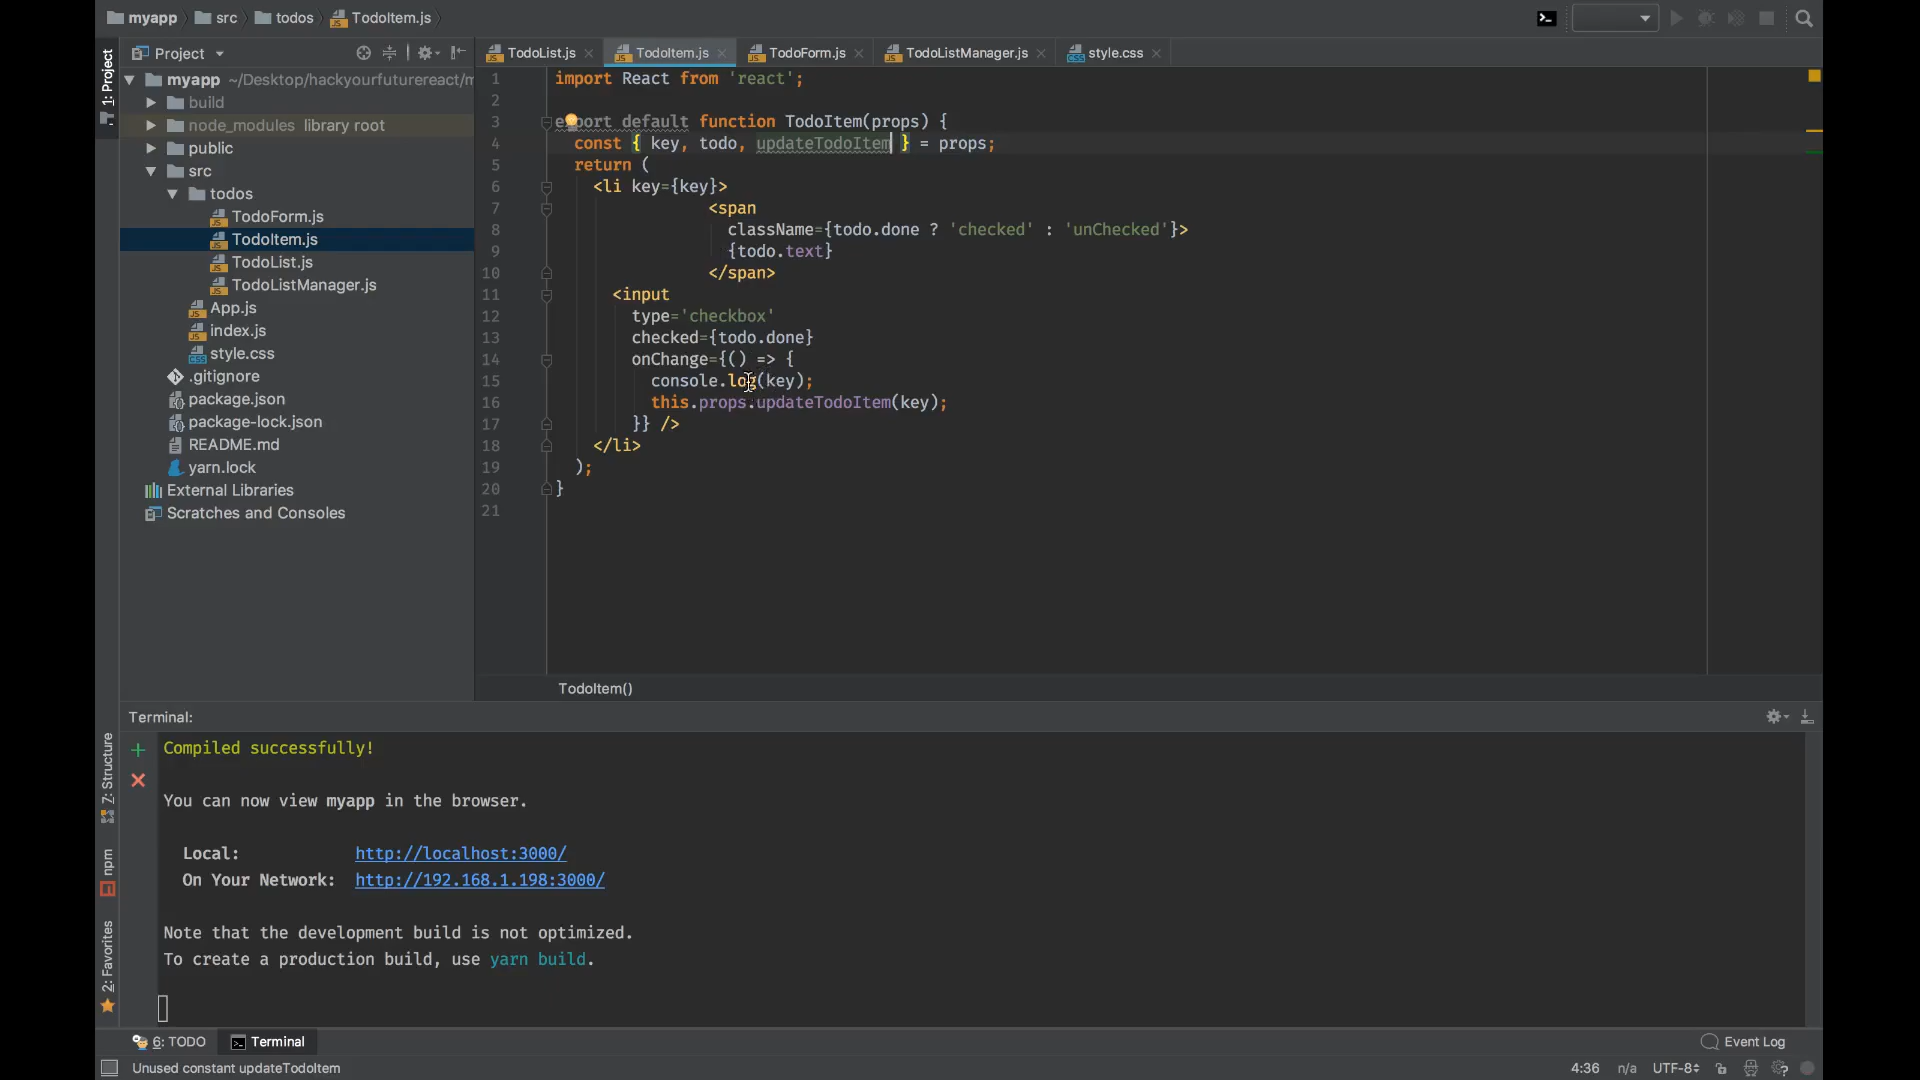 myapp src todos TodoItem.js
1: Project
Project
TodoList.js TodoItem.js TodoForm.js TodoListManager.js style.css
myapp ~/Desktop/hackyourfuturereact/m
build
node_modules library root
public
src
todos
TodoForm.js
TodoItem.js
TodoList.js
TodoListManager.js
App.js
index.js
style.css
.gitignore
package.json
package-lock.json
README.md
yarn.lock
External Libraries
Scratches and Consoles
1 import React from 'react';
2
3 export default function TodoItem(props) {
4 const { key, todo, updateTodoItem } = props;
5 return (
6 <li key={key}>
7 <span
8 className={todo.done ? 'checked' : 'unChecked'}>
9 {todo.text}
10 </span>
11 <input
12 type='checkbox'
13 checked={todo.done}
14 onChange={() => {
15 console.log(key);
16 this.props.updateTodoItem(key);
17 }} />
18 </li>
19 );
20 }
21
TodoItem()
Terminal:
Compiled successfully!
You can now view myapp in the browser.
Local: http://localhost:3000/
On Your Network: http://192.168.1.198:3000/
Note that the development build is not optimized.
To create a production build, use yarn build.
Z: Structure
npm
2: Favorites
6: TODO Terminal Event Log
Unused constant updateTodoItem 4:36 n/a UTF-8